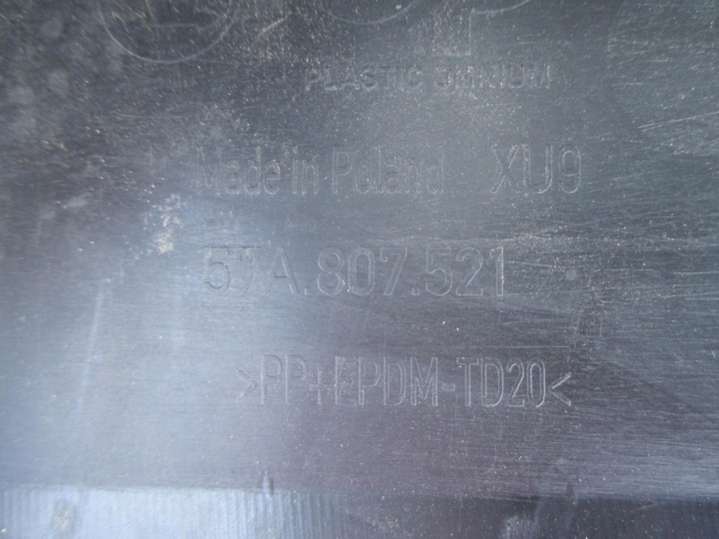 PLASTIC OMNIUM
Made in Poland XU9
57A.807.521
>PP+EPDM-TD20<